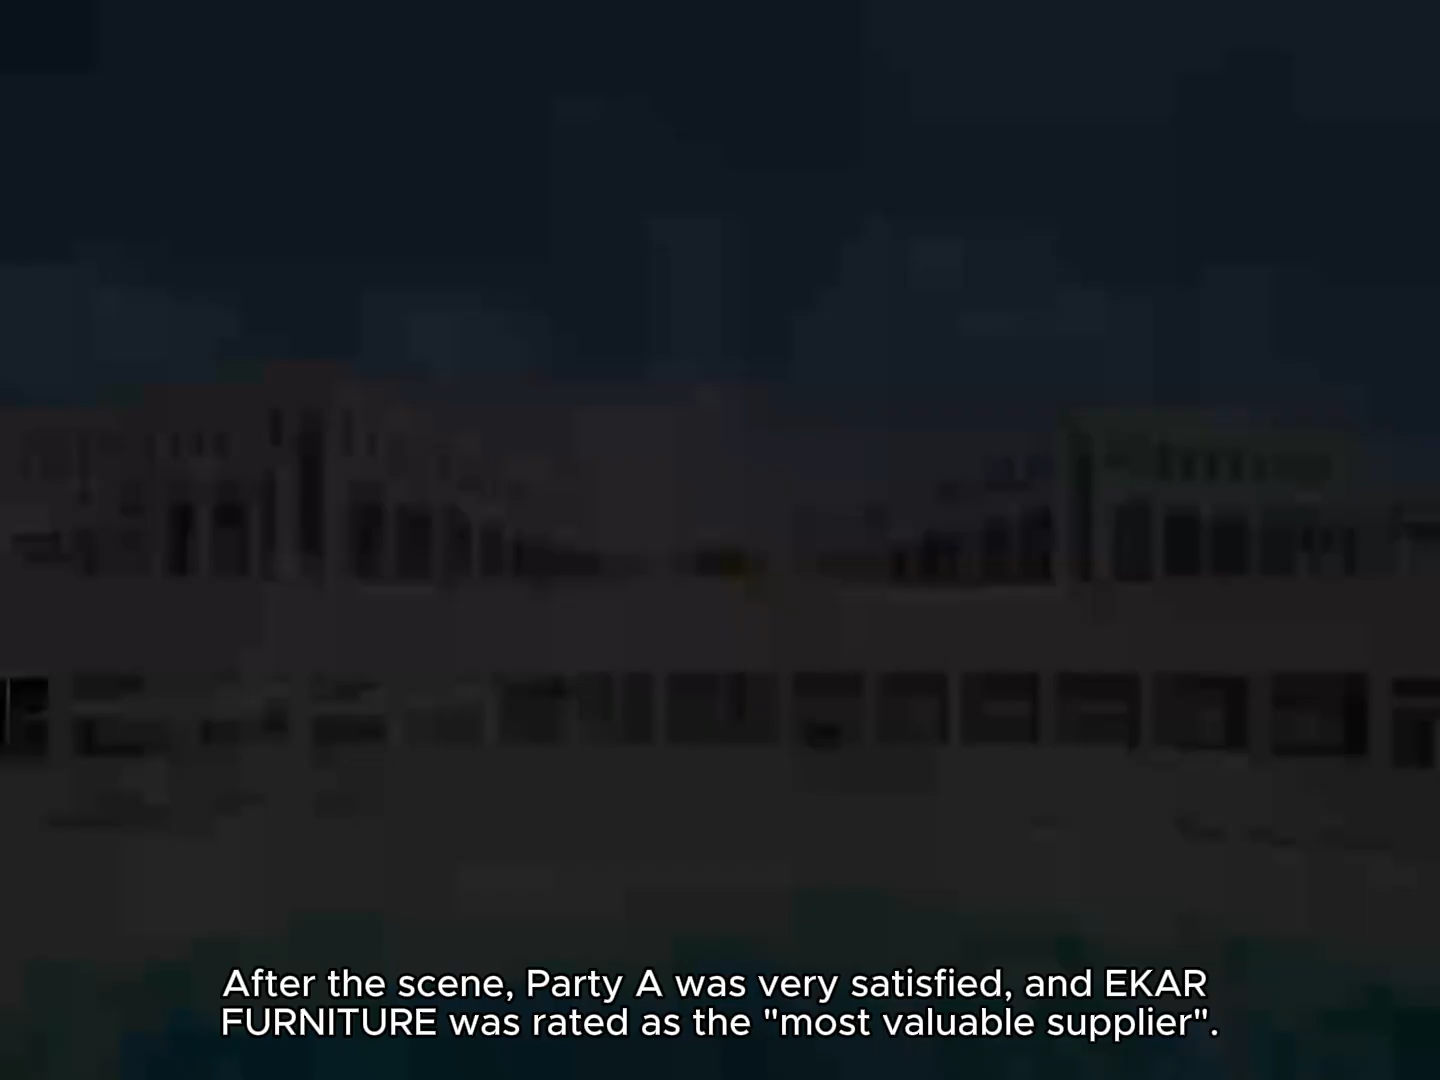 After the scene, Party A was very satisfied, and EKAR
FURNITURE was rated as the "most valuable supplier".